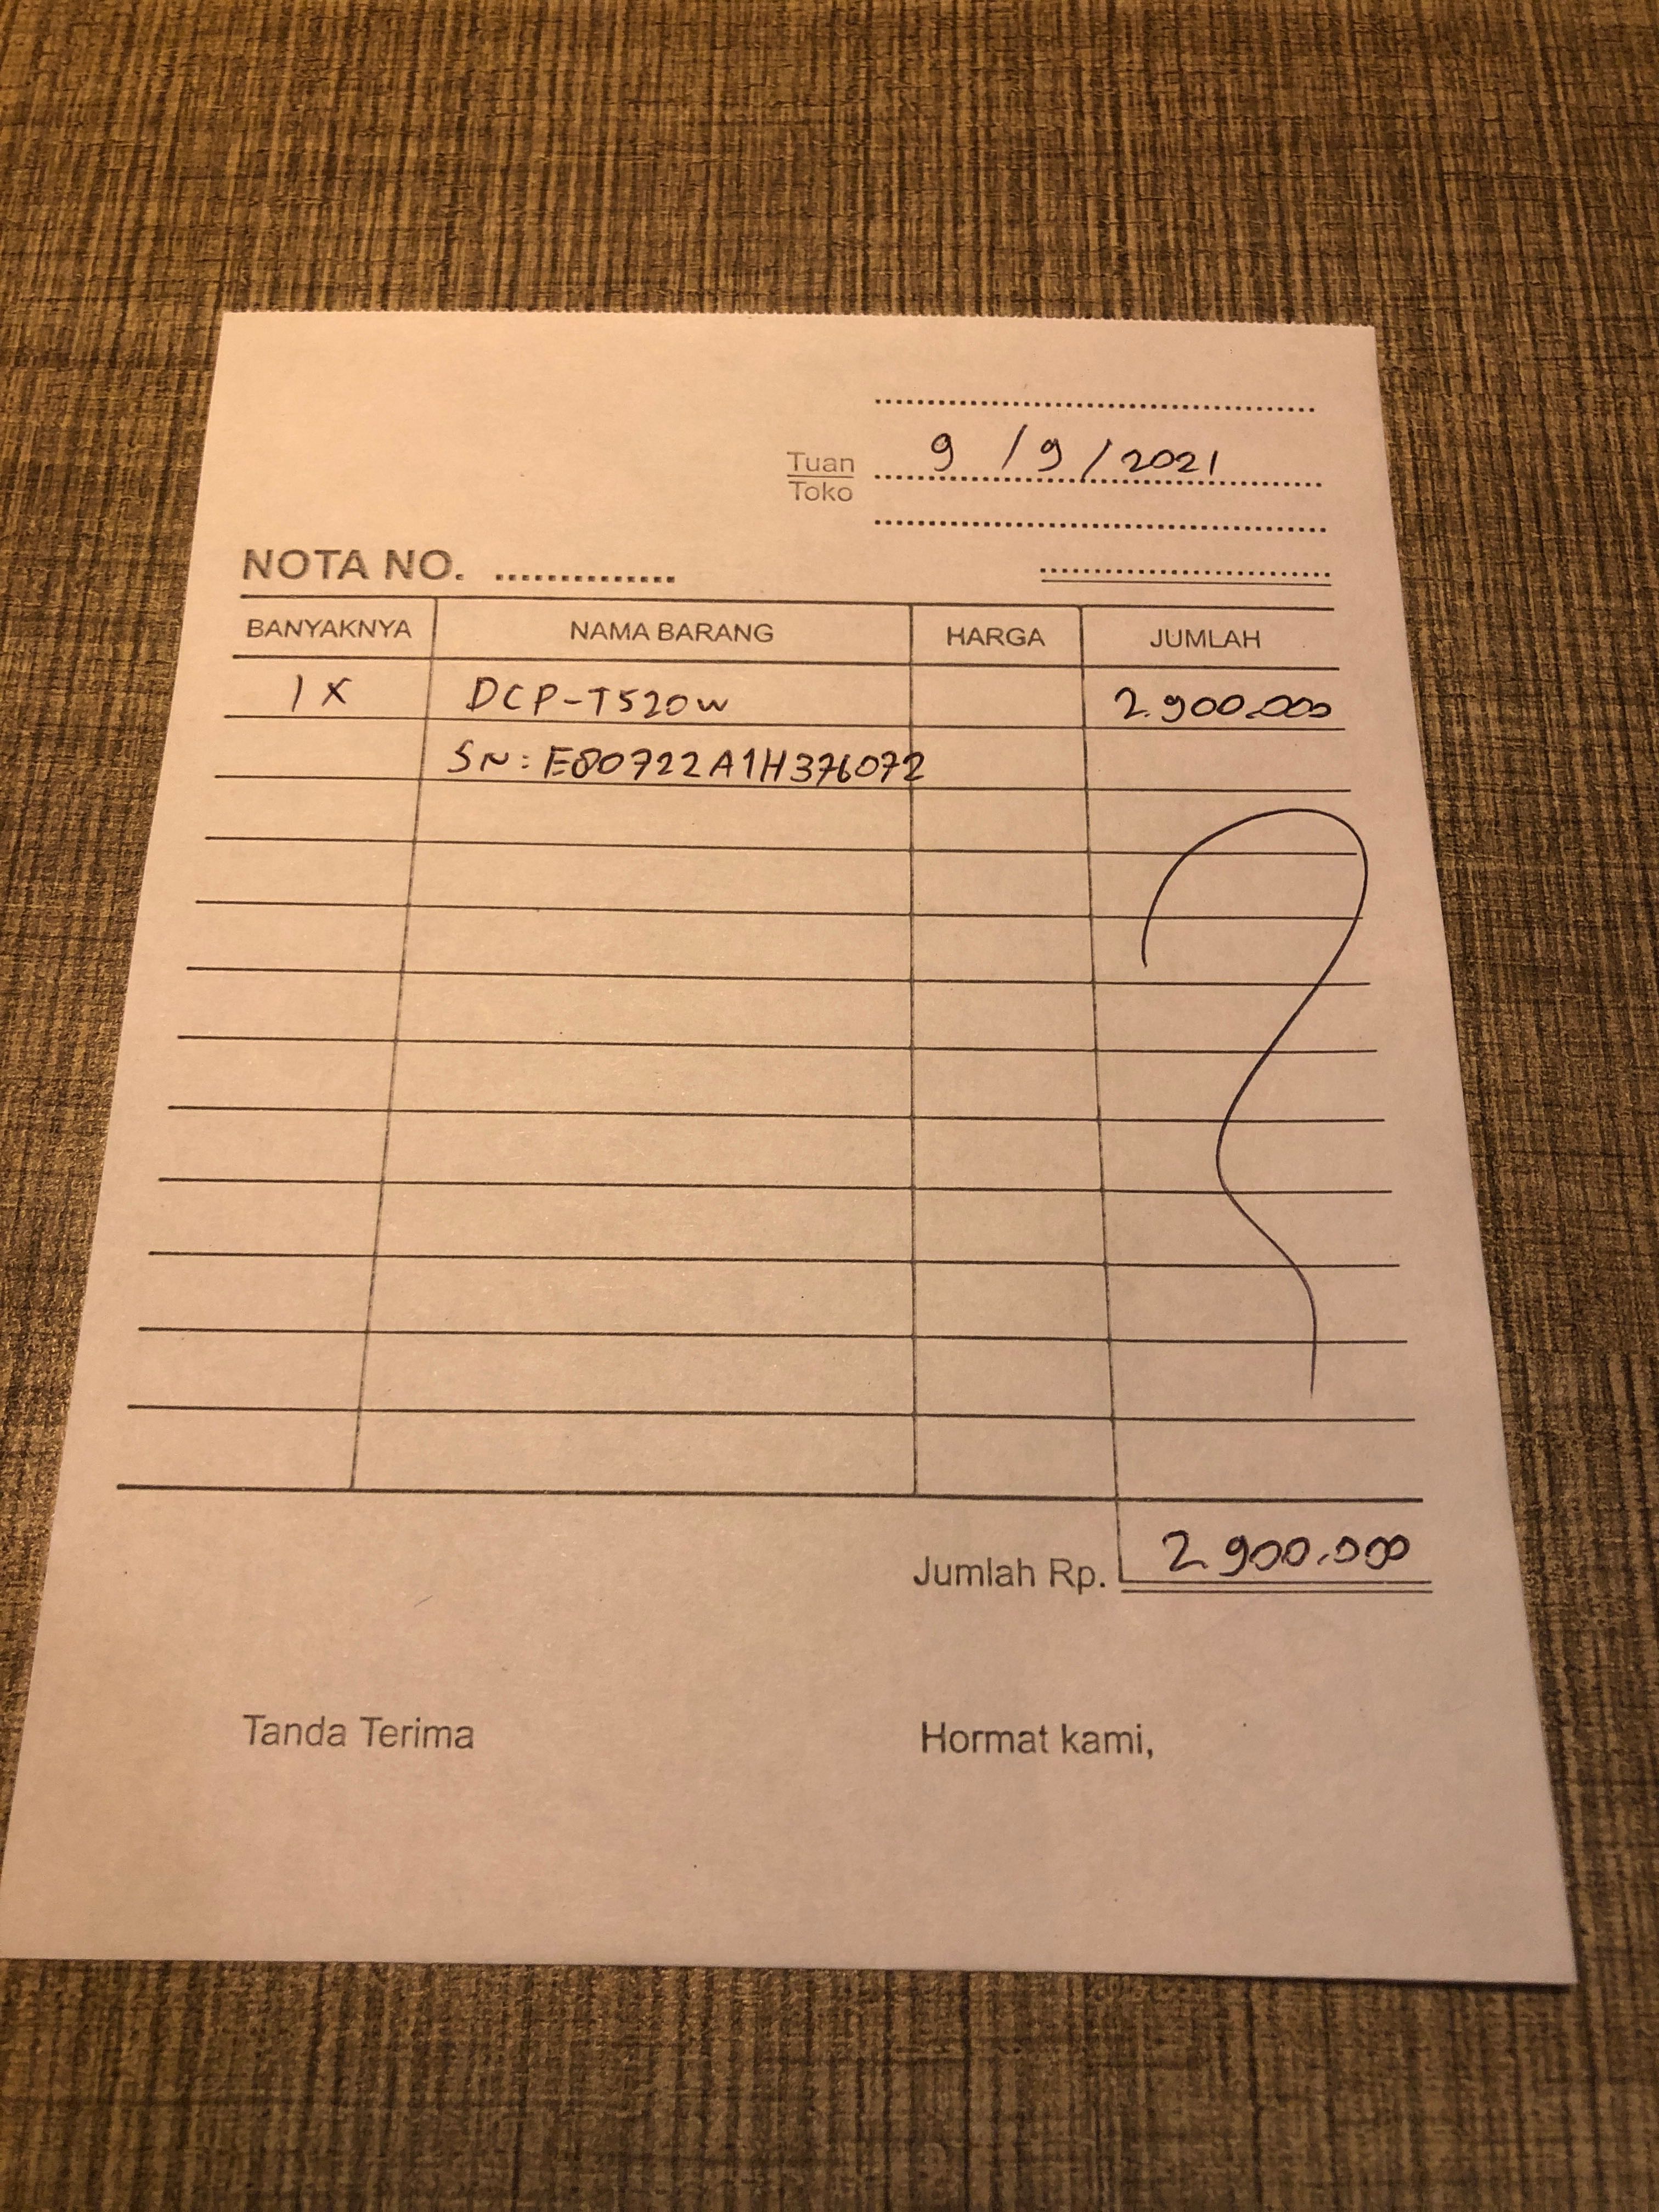 9 / 9 / 2021
Tuan
Toko
NOTA NO.
BANYAKNYA NAMA BARANG HARGA JUMLAH
1 X DCP-T520W 2.900.000
SN: E80722A1H376072
Jumlah Rp. 2.900.000
Tanda Terima Hormat kami,